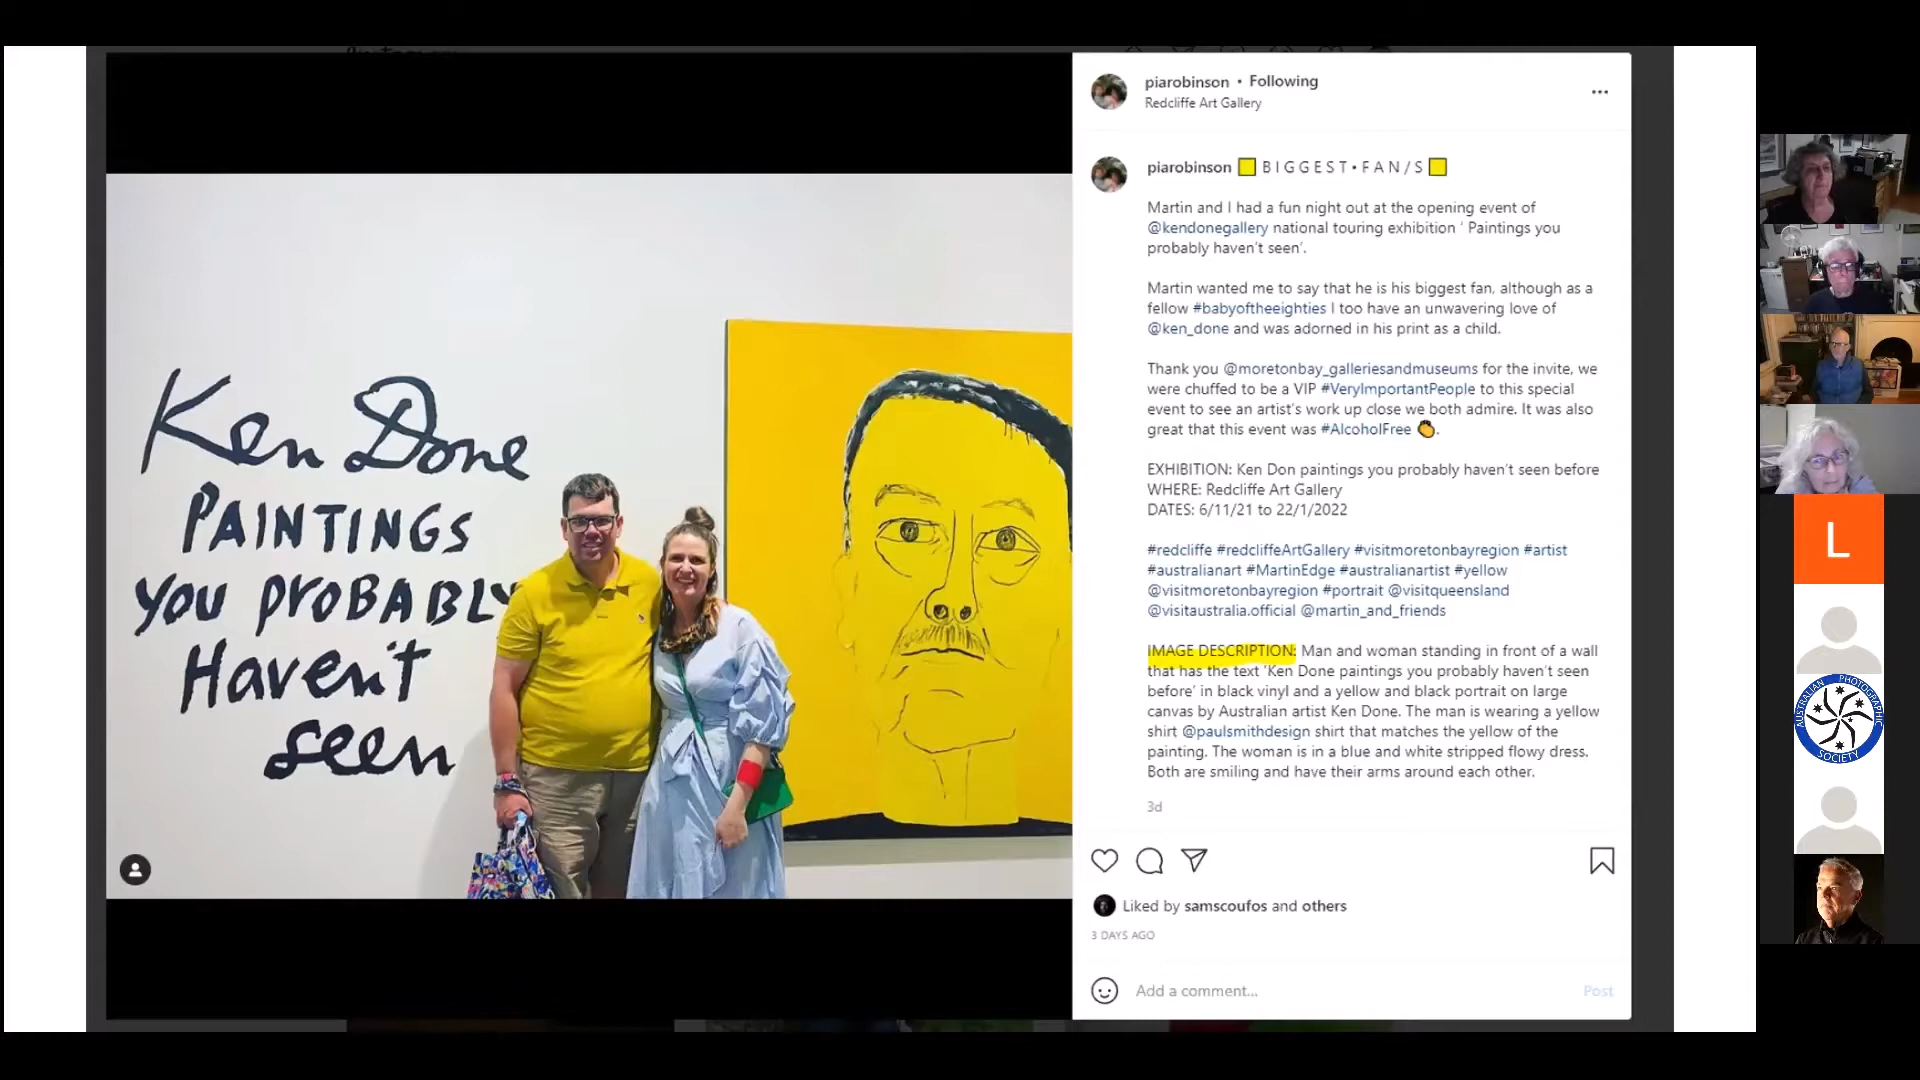 Ken Done
PAINTINGS
YOU PROBABLY
Haven't
seen
piarobinson • Following
Redcliffe Art Gallery
piarobinson B I G G E S T • F A N / S
Martin and I had a fun night out at the opening event of
@kendonegallery national touring exhibition ‘ Paintings you
probably haven’t seen’.
Martin wanted me to say that he is his biggest fan, although as a
fellow #babyoftheeighties I too have an unwavering love of
@ken_done and was adorned in his print as a child.
Thank you @moretonbay_galleriesandmuseums for the invite, we
were chuffed to be a VIP #VeryImportantPeople to this special
event to see an artist’s work up close we both admire. It was also
great that this event was #AlcoholFree 👏.
EXHIBITION: Ken Don paintings you probably haven’t seen before
WHERE: Redcliffe Art Gallery
DATES: 6/11/21 to 22/1/2022
#redcliffe #redcliffeArtGallery #visitmoretonbayregion #artist
#australianart #MartinEdge #australianartist #yellow
@visitmoretonbayregion #portrait @visitqueensland
@visitaustralia.official @martin_and_friends
IMAGE DESCRIPTION: Man and woman standing in front of a wall
that has the text ‘Ken Done paintings you probably haven’t seen
before’ in black vinyl and a yellow and black portrait on large
canvas by Australian artist Ken Done. The man is wearing a yellow
shirt @paulsmithdesign shirt that matches the yellow of the
painting. The woman is in a blue and white stripped flowy dress.
Both are smiling and have their arms around each other.
3d
Liked by samscoufos and others
3 DAYS AGO
Add a comment...
Post
L
AUSTRALIAN PHOTOGRAPHIC
SOCIETY